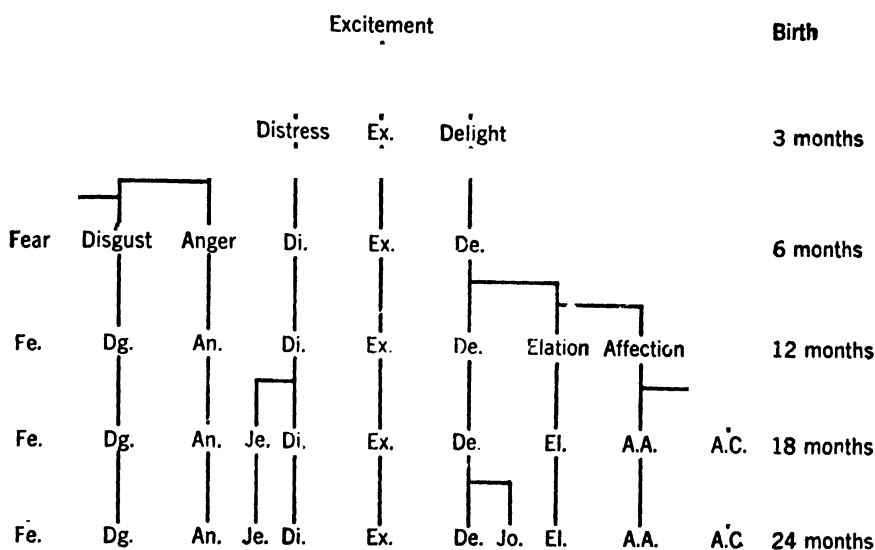 Excitement Birth
Distress Ex. Delight 3 months
Fear Disgust Anger Di. Ex. De. 6 months
Fe. Dg. An. Di. Ex. De. Elation Affection 12 months
Fe. Dg. An. Je. Di. Ex. De. El. A.A. A.C. 18 months
Fe. Dg. An. Je. Di. Ex. De. Jo. El. A.A. A.C 24 months